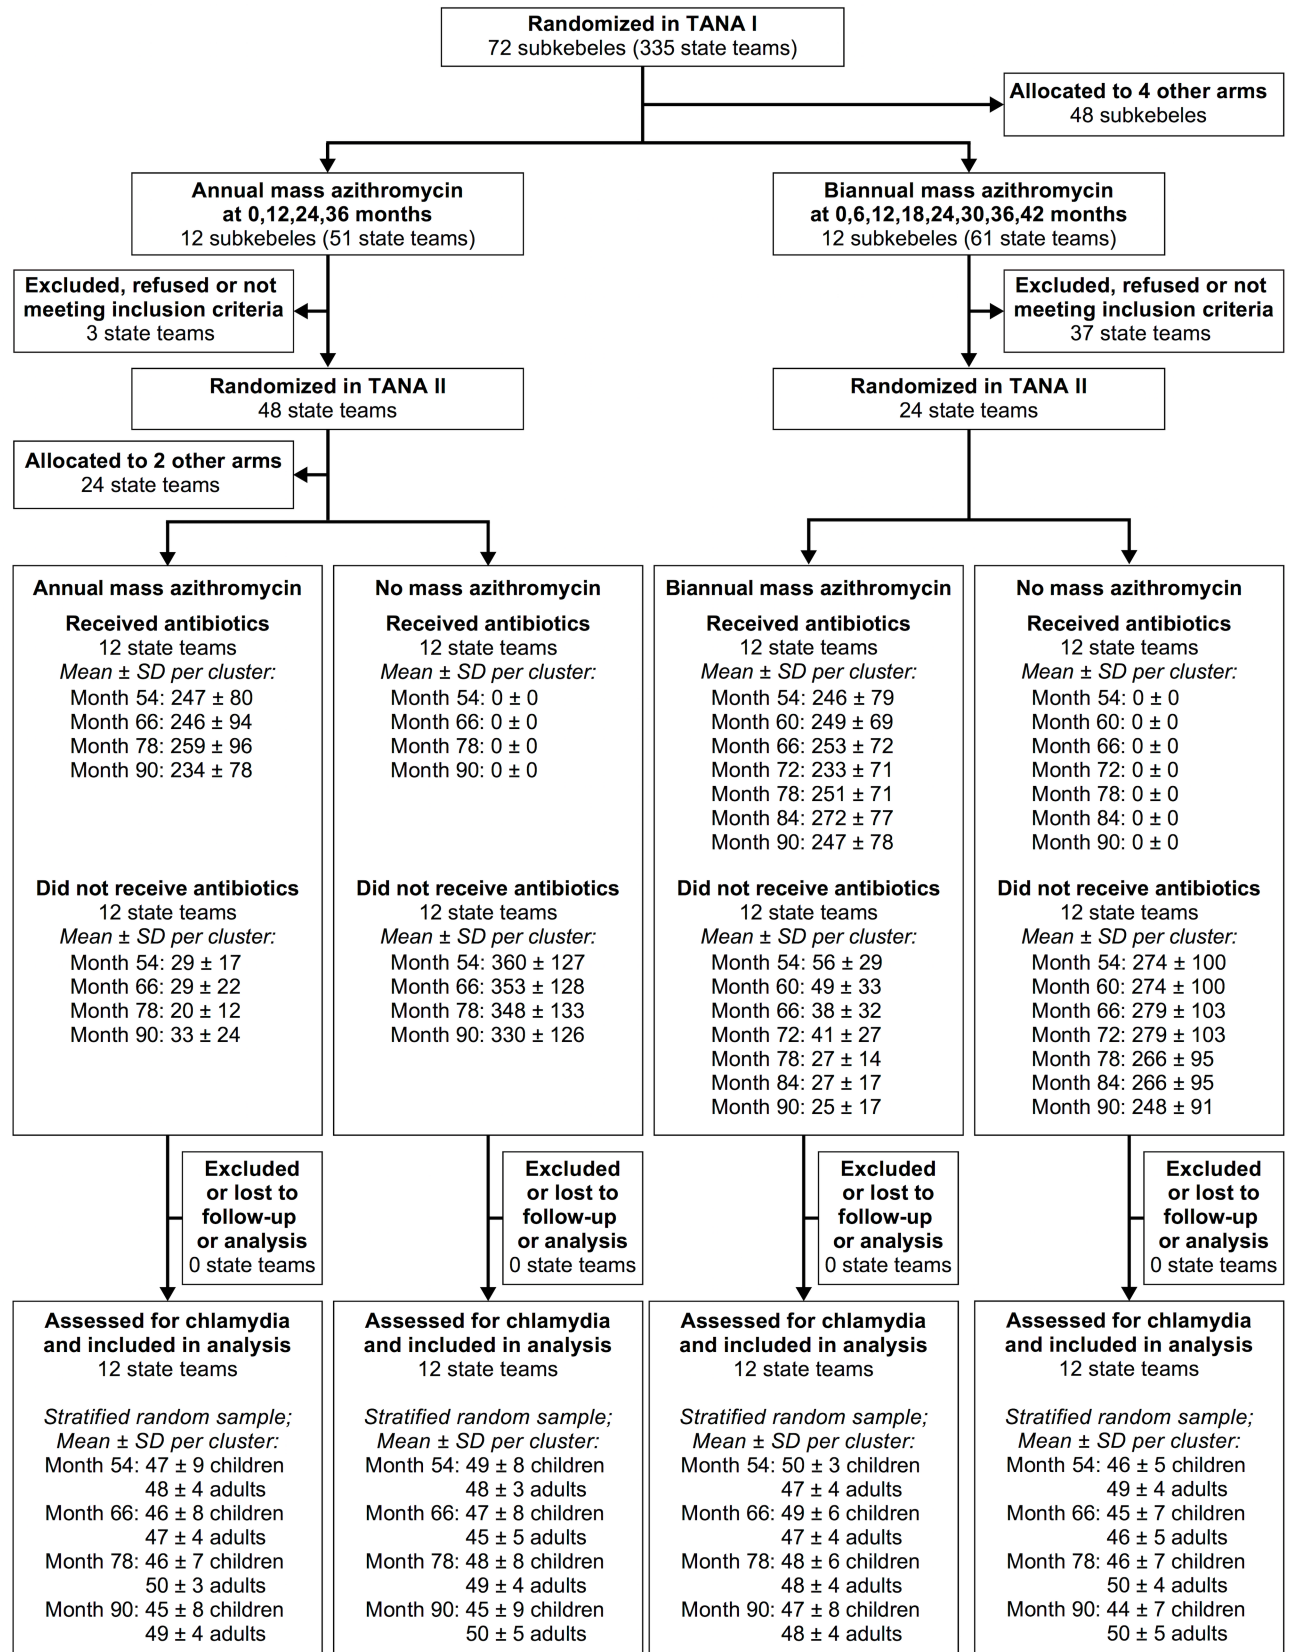 Randomized in TANA I
72 subkebeles (335 state teams)
Allocated to 4 other arms
48 subkebeles
Annual mass azithromycin
at 0,12,24,36 months
12 subkebeles (51 state teams)
Biannual mass azithromycin
at 0,6,12,18,24,30,36,42 months
12 subkebeles (61 state teams)
Excluded, refused or not
meeting inclusion criteria
3 state teams
Excluded, refused or not
meeting inclusion criteria
37 state teams
Randomized in TANA II
48 state teams
Randomized in TANA II
24 state teams
Allocated to 2 other arms
24 state teams
Annual mass azithromycin
Received antibiotics
12 state teams
Mean ± SD per cluster:
Month 54: 247 ± 80
Month 66: 246 ± 94
Month 78: 259 ± 96
Month 90: 234 ± 78
Did not receive antibiotics
12 state teams
Mean ± SD per cluster:
Month 54: 29 ± 17
Month 66: 29 ± 22
Month 78: 20 ± 12
Month 90: 33 ± 24
No mass azithromycin
Received antibiotics
12 state teams
Mean ± SD per cluster:
Month 54: 0 ± 0
Month 66: 0 ± 0
Month 78: 0 ± 0
Month 90: 0 ± 0
Did not receive antibiotics
12 state teams
Mean ± SD per cluster:
Month 54: 360 ± 127
Month 66: 353 ± 128
Month 78: 348 ± 133
Month 90: 330 ± 126
Biannual mass azithromycin
Received antibiotics
12 state teams
Mean ± SD per cluster:
Month 54: 246 ± 79
Month 60: 249 ± 69
Month 66: 253 ± 72
Month 72: 233 ± 71
Month 78: 251 ± 71
Month 84: 272 ± 77
Month 90: 247 ± 78
Did not receive antibiotics
12 state teams
Mean ± SD per cluster:
Month 54: 56 ± 29
Month 60: 49 ± 33
Month 66: 38 ± 32
Month 72: 41 ± 27
Month 78: 27 ± 14
Month 84: 27 ± 17
Month 90: 25 ± 17
No mass azithromycin
Received antibiotics
12 state teams
Mean ± SD per cluster:
Month 54: 0 ± 0
Month 60: 0 ± 0
Month 66: 0 ± 0
Month 72: 0 ± 0
Month 78: 0 ± 0
Month 84: 0 ± 0
Month 90: 0 ± 0
Did not receive antibiotics
12 state teams
Mean ± SD per cluster:
Month 54: 274 ± 100
Month 60: 274 ± 100
Month 66: 279 ± 103
Month 72: 279 ± 103
Month 78: 266 ± 95
Month 84: 266 ± 95
Month 90: 248 ± 91
Excluded
or lost to
follow-up
or analysis
0 state teams
Excluded
or lost to
follow-up
or analysis
0 state teams
Excluded
or lost to
follow-up
or analysis
0 state teams
Excluded
or lost to
follow-up
or analysis
0 state teams
Assessed for chlamydia
and included in analysis
12 state teams
Stratified random sample;
Mean ± SD per cluster:
Month 54: 47 ± 9 children
48 ± 4 adults
Month 66: 46 ± 8 children
47 ± 4 adults
Month 78: 46 ± 7 children
50 ± 3 adults
Month 90: 45 ± 8 children
49 ± 4 adults
Assessed for chlamydia
and included in analysis
12 state teams
Stratified random sample;
Mean ± SD per cluster:
Month 54: 49 ± 8 children
48 ± 3 adults
Month 66: 47 ± 8 children
45 ± 5 adults
Month 78: 48 ± 8 children
49 ± 4 adults
Month 90: 45 ± 9 children
50 ± 5 adults
Assessed for chlamydia
and included in analysis
12 state teams
Stratified random sample;
Mean ± SD per cluster:
Month 54: 50 ± 3 children
47 ± 4 adults
Month 66: 49 ± 6 children
47 ± 4 adults
Month 78: 48 ± 6 children
48 ± 4 adults
Month 90: 47 ± 8 children
48 ± 4 adults
Assessed for chlamydia
and included in analysis
12 state teams
Stratified random sample;
Mean ± SD per cluster:
Month 54: 46 ± 5 children
49 ± 4 adults
Month 66: 45 ± 7 children
46 ± 5 adults
Month 78: 46 ± 7 children
50 ± 4 adults
Month 90: 44 ± 7 children
50 ± 5 adults